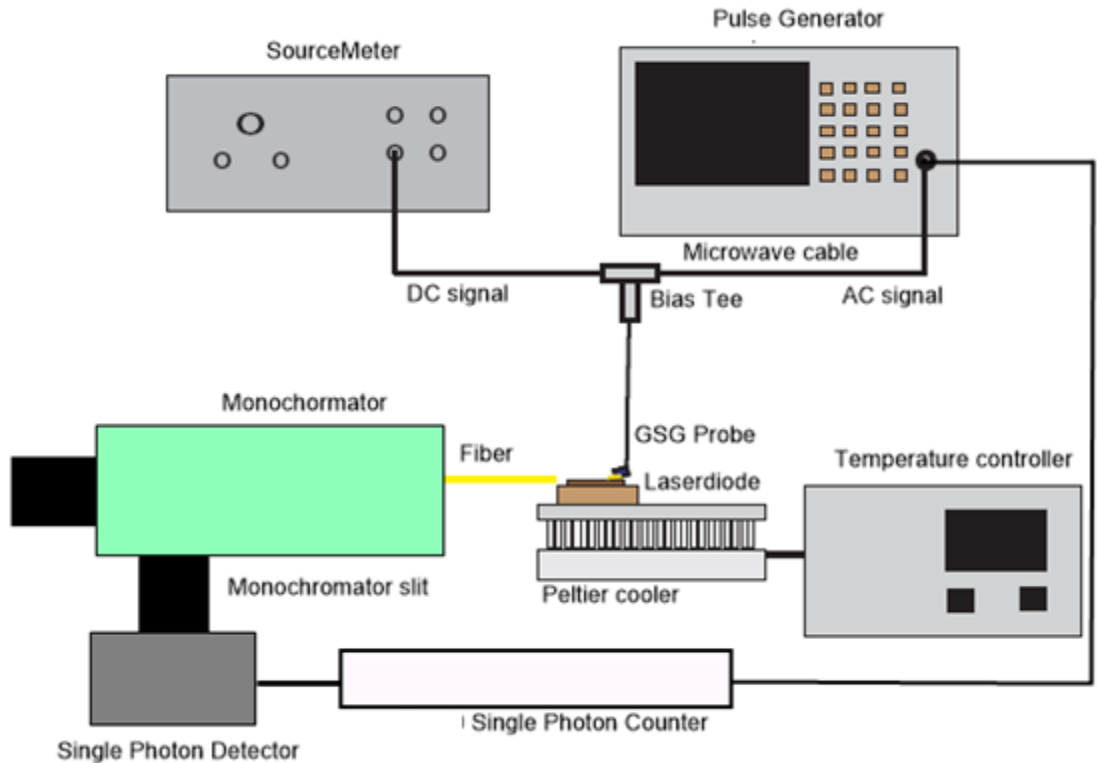 Pulse Generator
SourceMeter
Microwave cable
DC signal
Bias Tee
AC signal
Monochormator
Fiber
GSG Probe
Temperature controller
Laserdiode
Monochromator slit
Peltier cooler
Single Photon Counter
Single Photon Detector